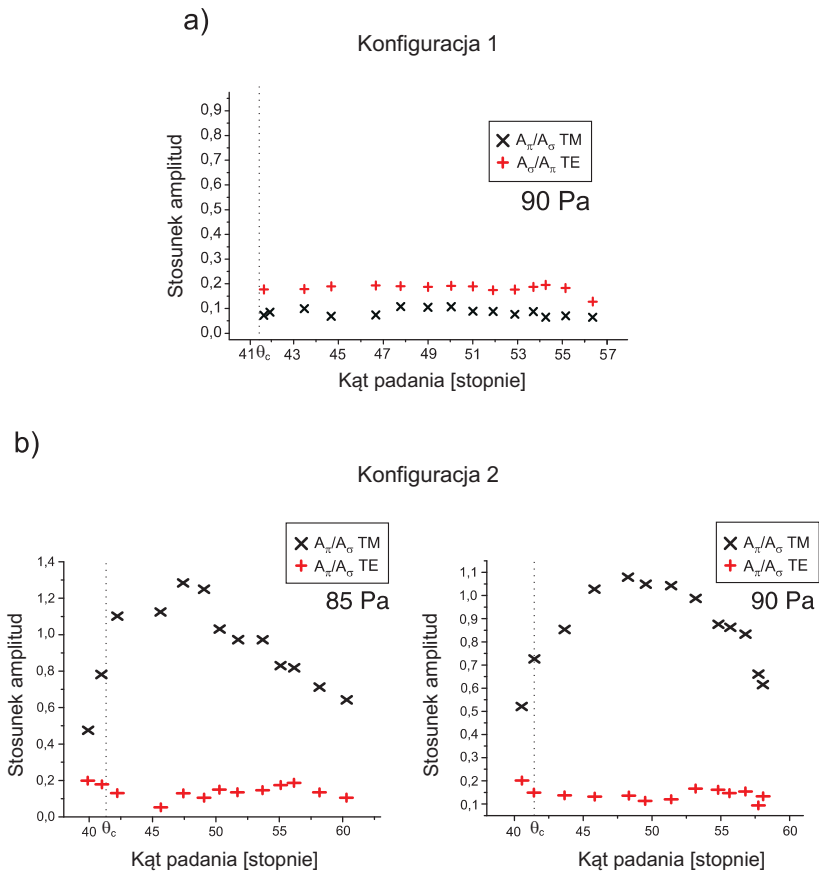 a)
Konfiguracja 1
Stosunek amplitud
0,9
0,8
0,7
0,6
0,5
0,4
0,3
0,2
0,1
0,0
Aπ/Aσ TM
Aσ/Aπ TE
90 Pa
41 θc 43 45 47 49 51 53 55 57
Kąt padania [stopnie]
b)
Konfiguracja 2
Stosunek amplitud
1,4
1,2
1,0
0,8
0,6
0,4
0,2
0,0
Aπ/Aσ TM
Aπ/Aσ TE
85 Pa
40 θc 45 50 55 60
Kąt padania [stopnie]
Stosunek amplitud
1,1
1,0
0,9
0,8
0,7
0,6
0,5
0,4
0,3
0,2
0,1
Aπ/Aσ TM
Aπ/Aσ TE
90 Pa
40 θc 45 50 55 60
Kąt padania [stopnie]